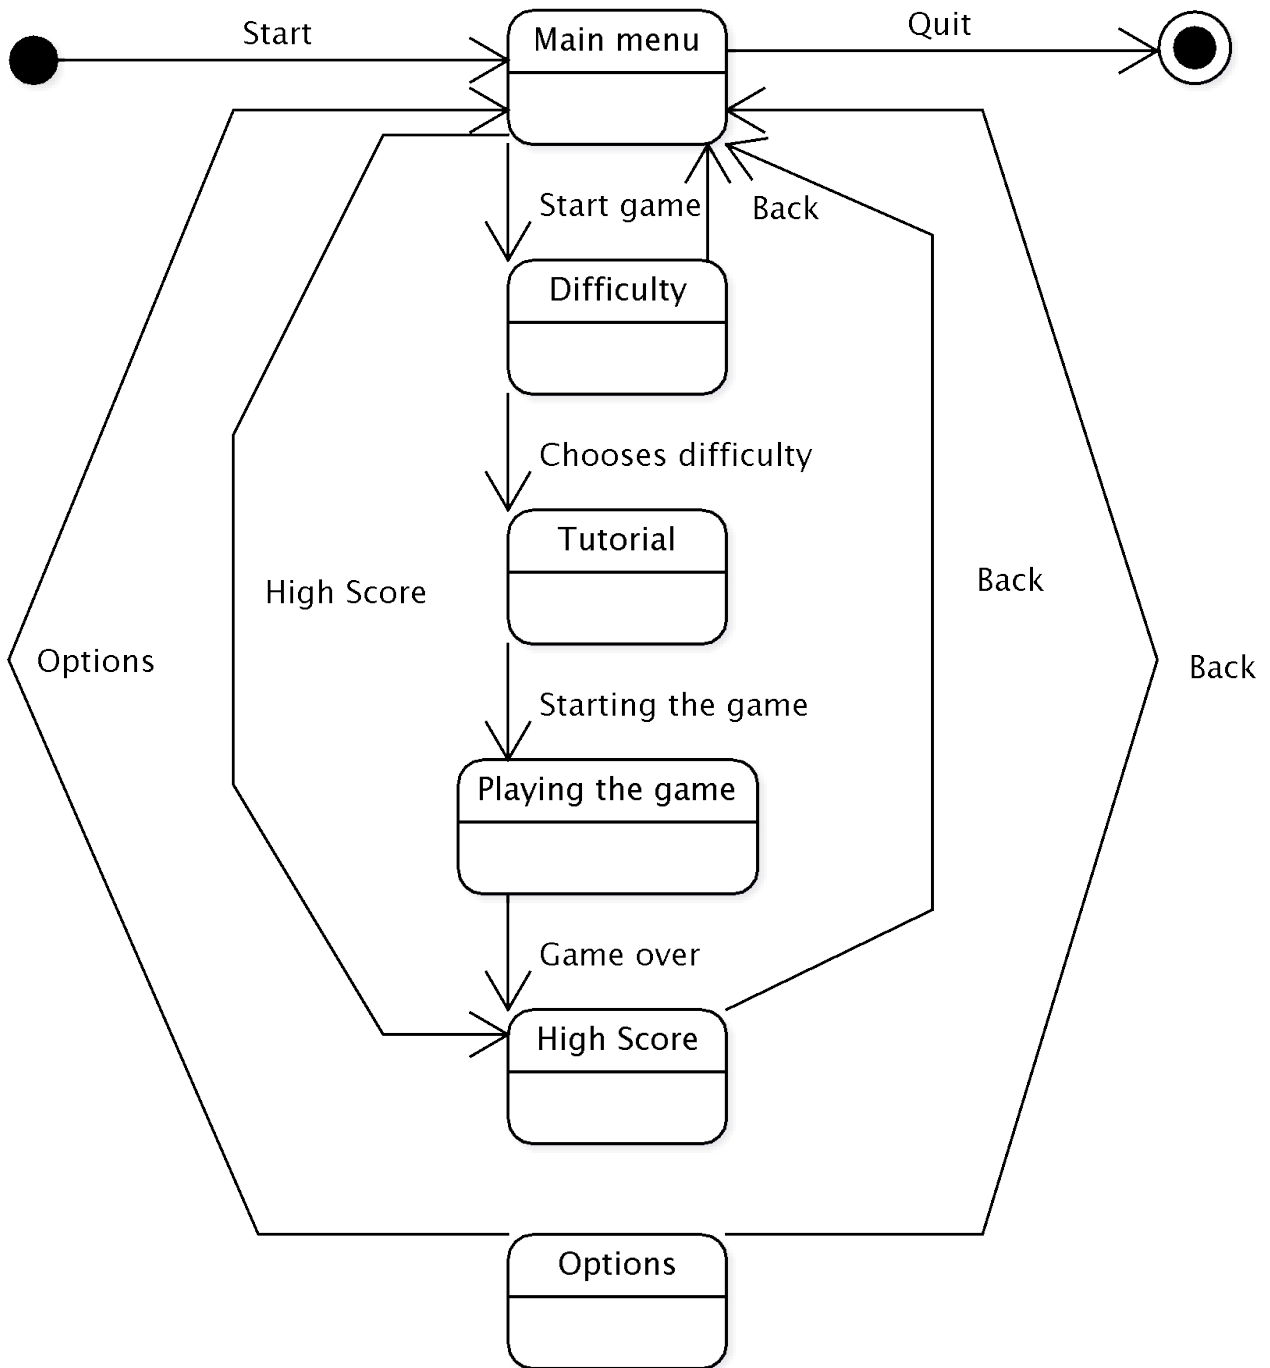 Start
Main menu
Quit
Start game
Back
Difficulty
Chooses difficulty
Tutorial
High Score
Back
Options
Back
Starting the game
Playing the game
Game over
High Score
Options